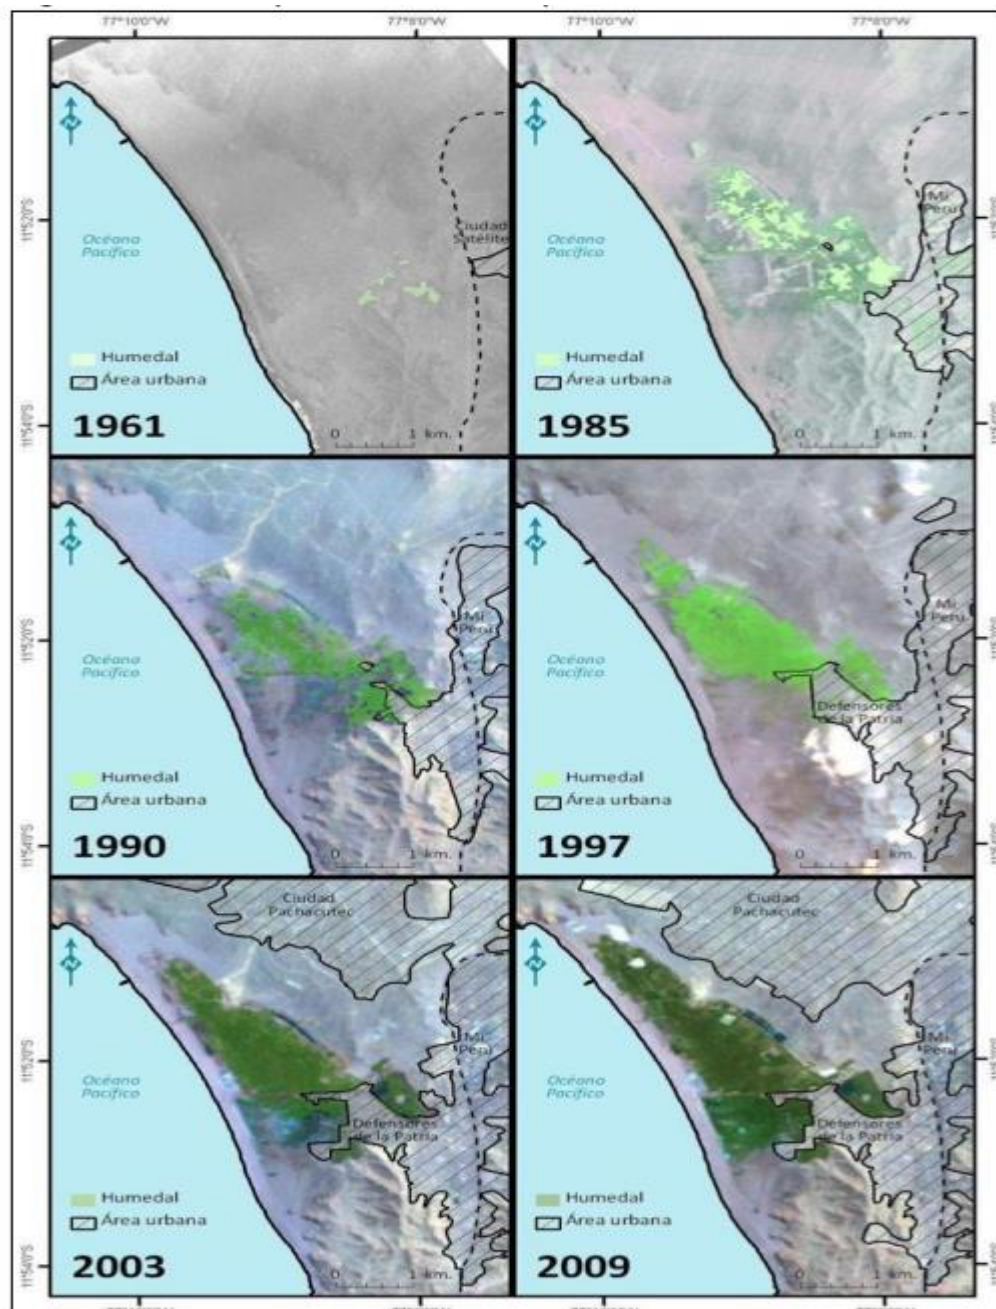 77°10'0"W 77°8'0"W 77°10'0"W 77°8'0"W
Ciudad
Satélite
Océano
Pacífico
Humedal
Área urbana
1961
0 1 km.
Mi
Perú
Océano
Pacífico
Humedal
Área urbana
1985
0 1 km.
Mi
Perú
Océano
Pacífico
Humedal
Área urbana
1990
0 1 km.
Mi
Perú
Océano
Pacífico
Defensores
de la Patria
Humedal
Área urbana
1997
0 1 km.
Ciudad
Pachacutec
Mi
Perú
Océano
Pacífico
Defensores
de la Patria
Humedal
Área urbana
2003
0 1 km.
Ciudad
Pachacutec
Mi
Perú
Océano
Pacífico
Defensores
de la Patria
Humedal
Área urbana
2009
0 1 km.